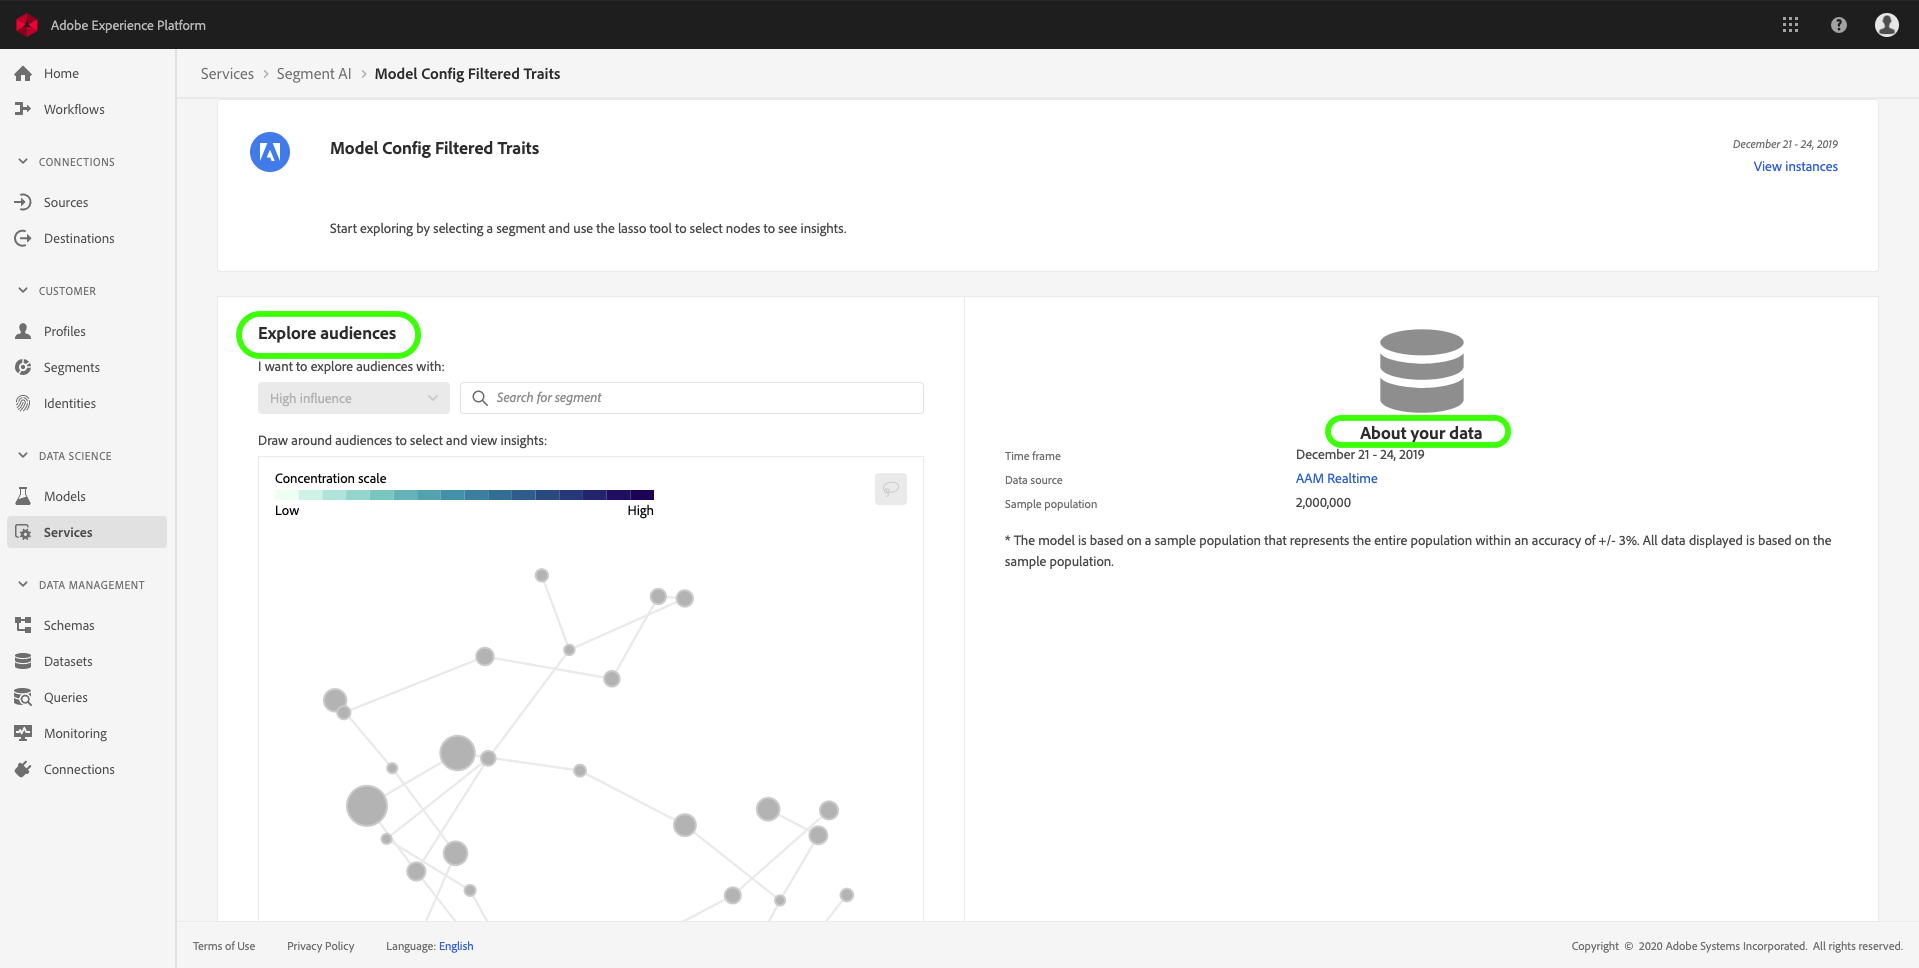 Adobe Experience Platform
Home
Workflows
CONNECTIONS
Sources
Destinations
CUSTOMER
Profiles
Segments
Identities
DATA SCIENCE
Models
Services
DATA MANAGEMENT
Schemas
Datasets
Queries
Monitoring
Connections
Services > Segment AI > Model Config Filtered Traits
Model Config Filtered Traits
December 21 - 24, 2019
View instances
Start exploring by selecting a segment and use the lasso tool to select nodes to see insights.
Explore audiences
I want to explore audiences with:
High influence
Search for segment
Draw around audiences to select and view insights:
Concentration scale
Low High
About your data
Time frame December 21 - 24, 2019
Data source AAM Realtime
Sample population 2,000,000
* The model is based on a sample population that represents the entire population within an accuracy of +/- 3%. All data displayed is based on the
sample population.
Terms of Use Privacy Policy Language: English
Copyright © 2020 Adobe Systems Incorporated. All rights reserved.